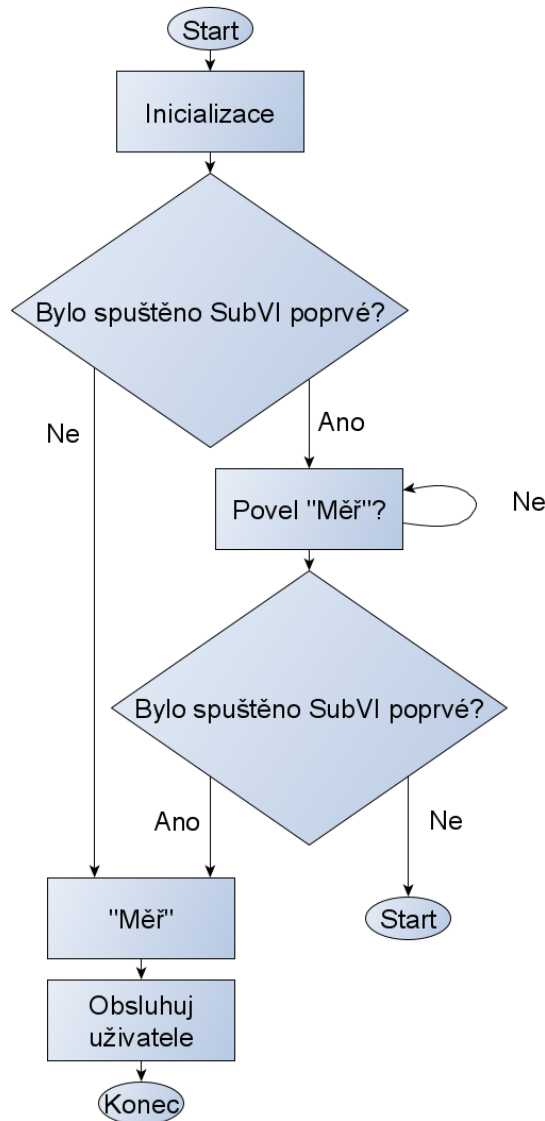 Start
Inicializace
Bylo spuštěno SubVI poprvé?
Ne
Ano
Povel "Měř"?
Ne
Bylo spuštěno SubVI poprvé?
Ano
Ne
"Měř"
Start
Obsluhuj
uživatele
Konec